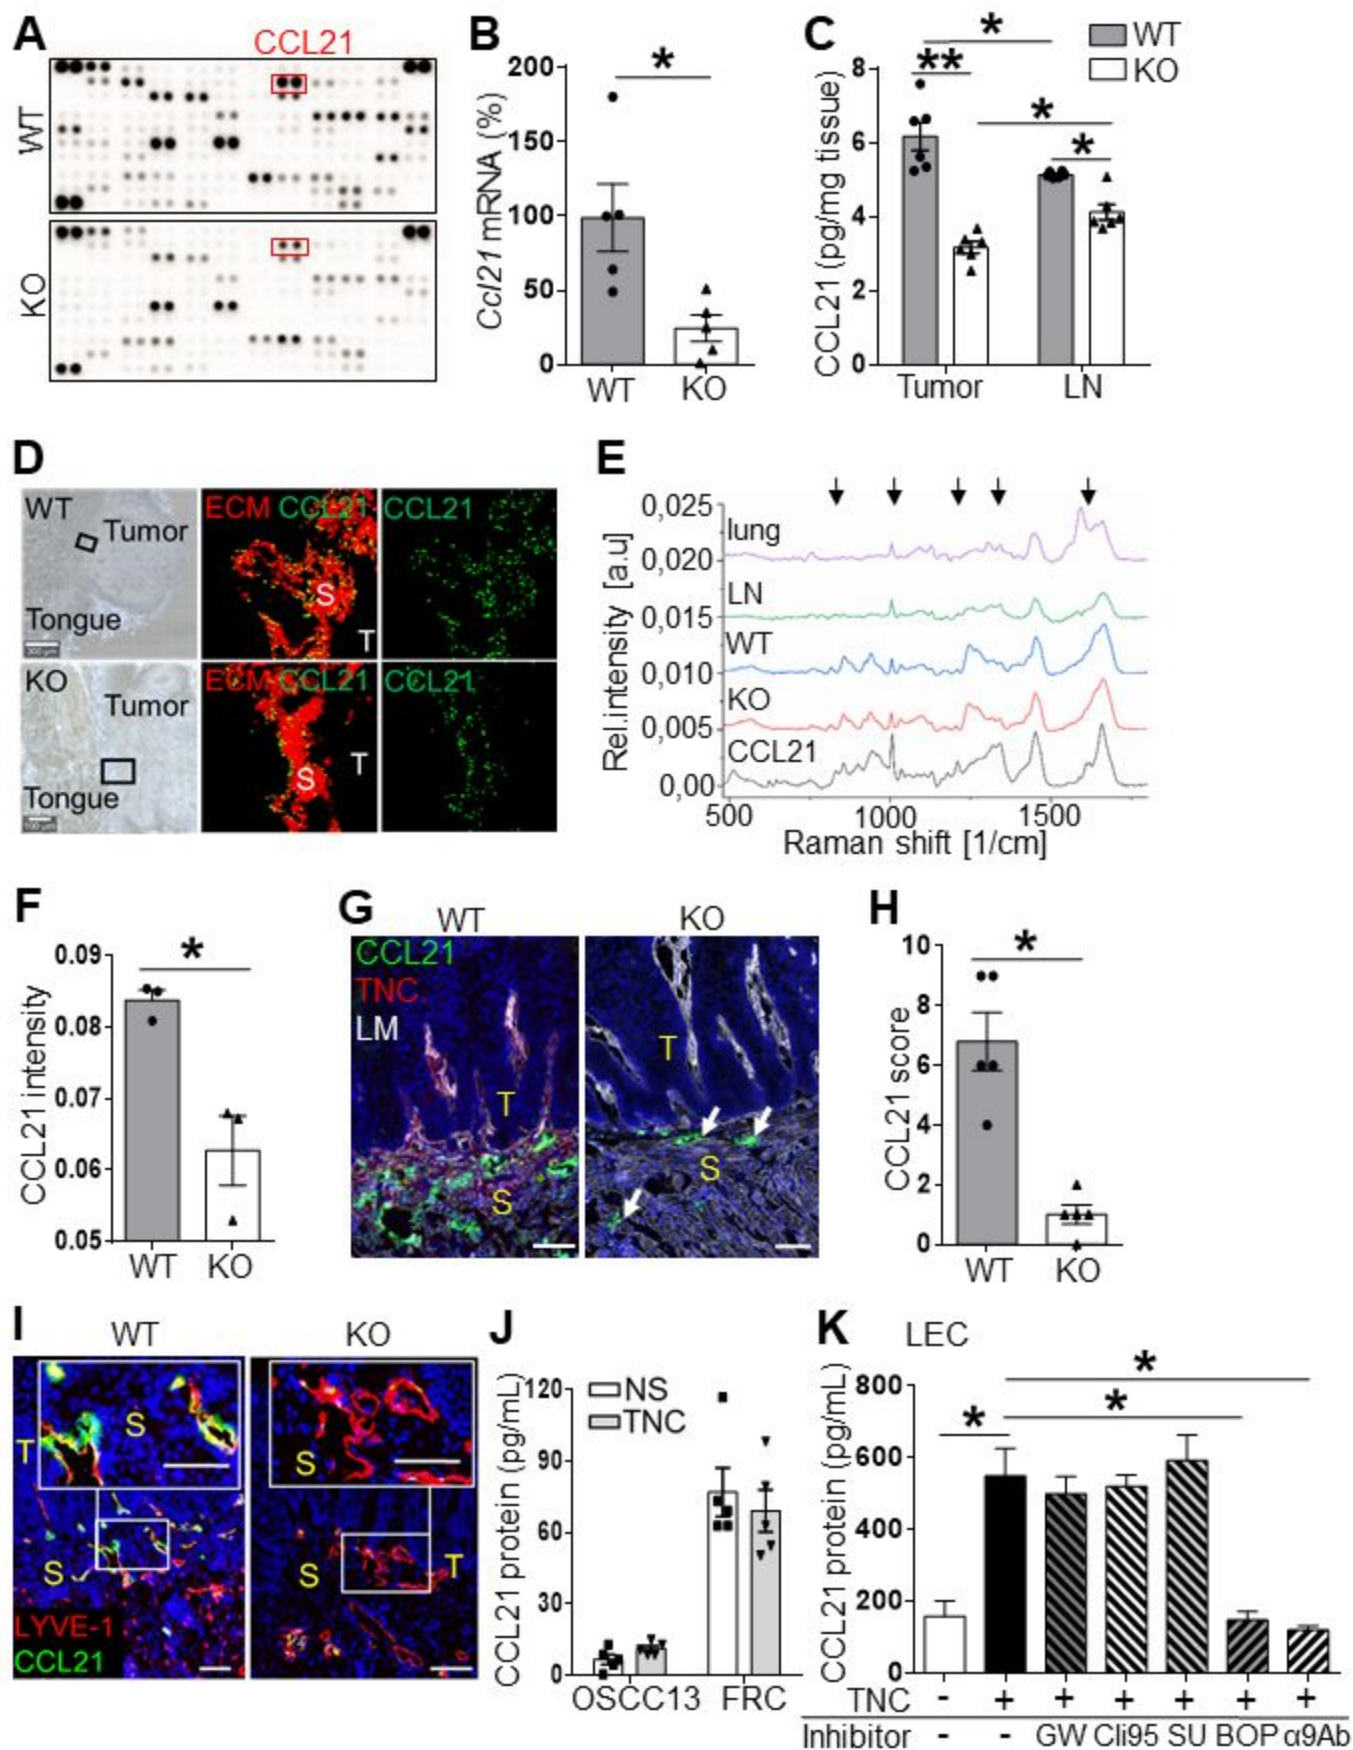 A
CCL21
WT
KO
B
*
Ccl21 mRNA (%)
200
150
100
50
0
WT
KO
C
WT
KO
*
**
*
*
CCL21 (pg/mg tissue)
8
6
4
2
0
Tumor
LN
D
WT
Tumor
Tongue
ECM CCL21
S
T
CCL21
KO
Tumor
Tongue
ECM CCL21
S
T
CCL21
E
Rel.intensity [a.u]
0,025
0,020
0,015
0,010
0,005
0,00
lung
LN
WT
KO
CCL21
500
1000
1500
Raman shift [1/cm]
F
*
CCL21 intensity
0.09
0.08
0.07
0.06
0.05
WT
KO
G
WT
KO
CCL21
TNC
LM
T
S
T
S
H
*
CCL21 score
10
8
6
4
2
0
WT
KO
I
WT
KO
S
T
S
LYVE-1
CCL21
S
S
T
J
NS
TNC
CCL21 protein (pg/mL)
120
90
60
30
0
OSCC13
FRC
K
LEC
*
*
*
CCL21 protein (pg/mL)
800
600
400
200
0
TNC - + + + + + +
Inhibitor - - GW Cli95 SU BOP α9Ab